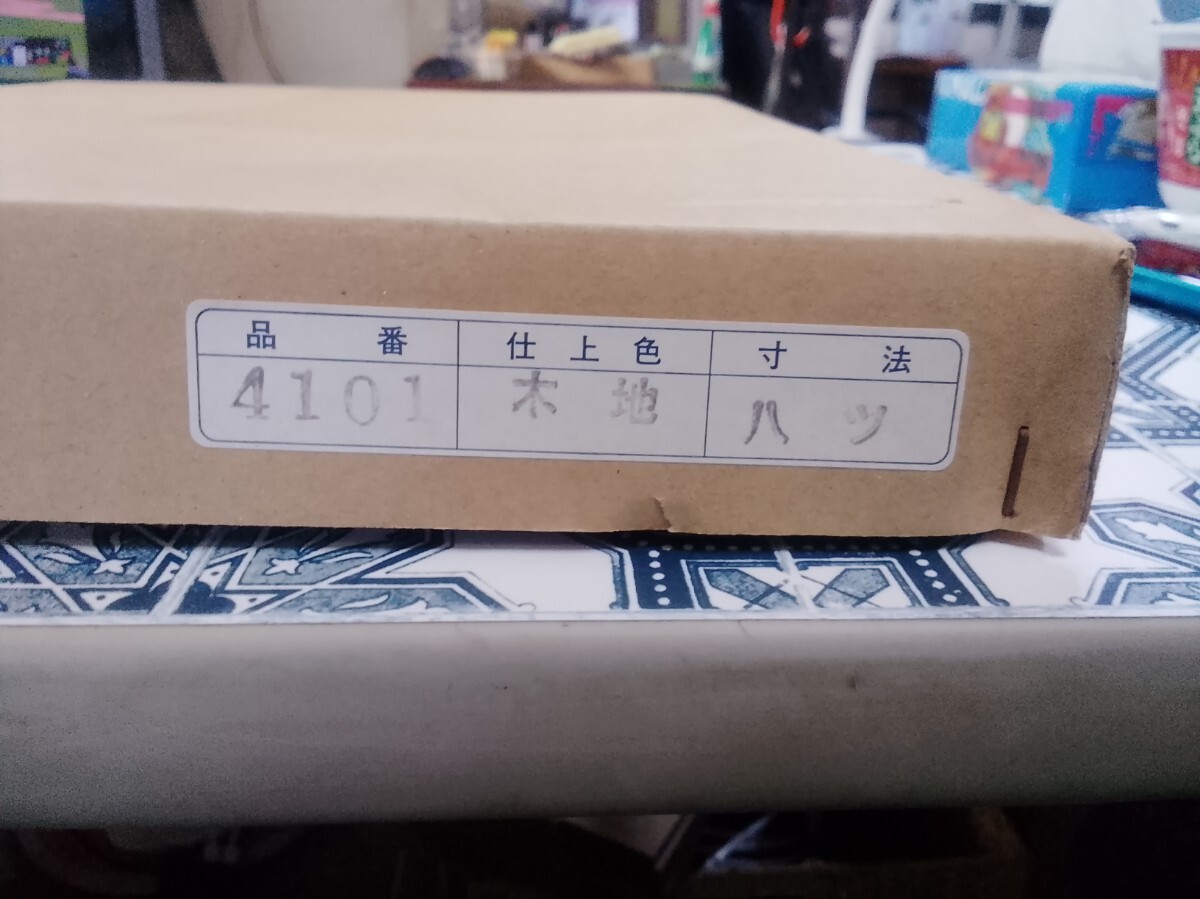 品番 仕上色 寸法
4101 木地 八ツ